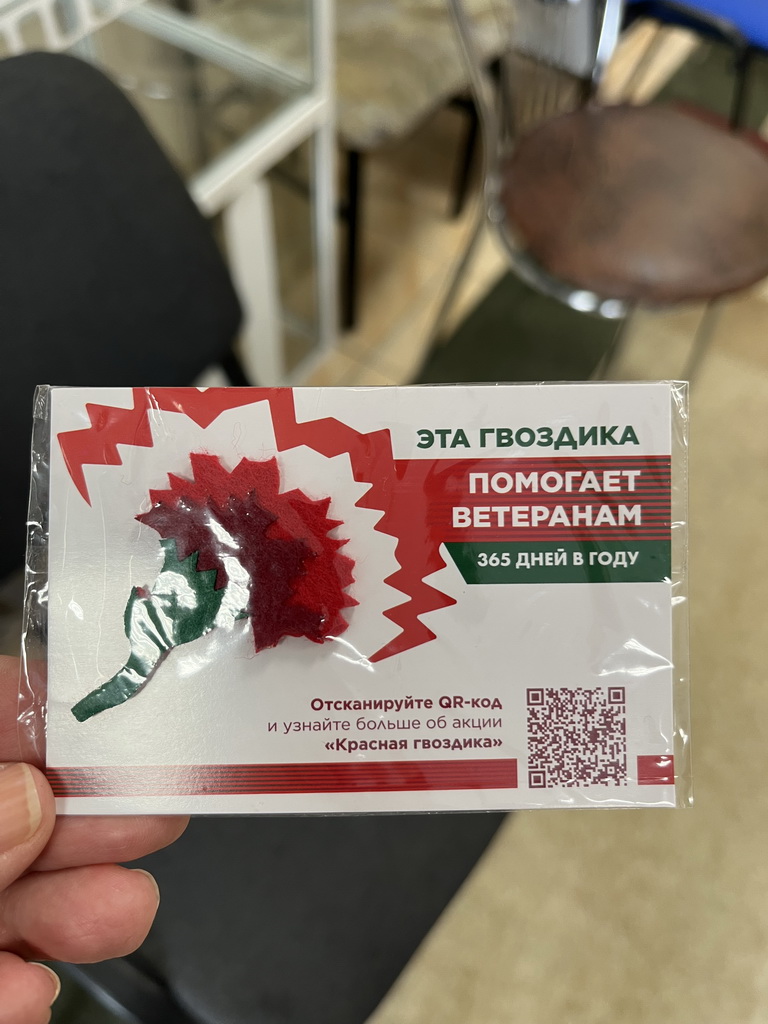 ЭТА ГВОЗДИКА
ПОМОГАЕТ
ВЕТЕРАНАМ
365 ДНЕЙ В ГОДУ
Отсканируйте QR-код
и узнайте больше об акции
«Красная гвоздика»